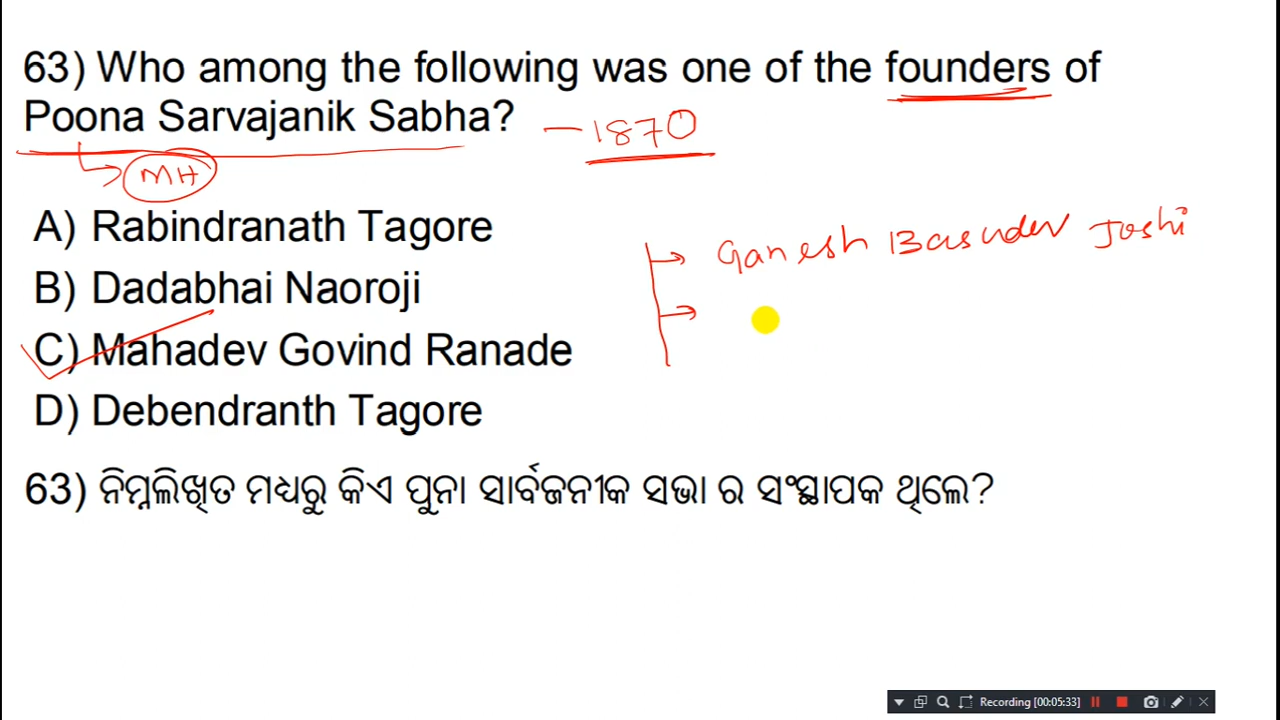 63) Who among the following was one of the founders of
Poona Sarvajanik Sabha? - 1870
MH
A) Rabindranath Tagore
Ganesh Basudev Joshi
B) Dadabhai Naoroji
C) Mahadev Govind Ranade
D) Debendranth Tagore
63) ନିମ୍ନଲିଖିତ ମଧ୍ୟରୁ କିଏ ପୁନା ସାର୍ବଜନୀକ ସଭା ର ସଂସ୍ଥାପକ ଥିଲେ?
Recording [00:05:33]